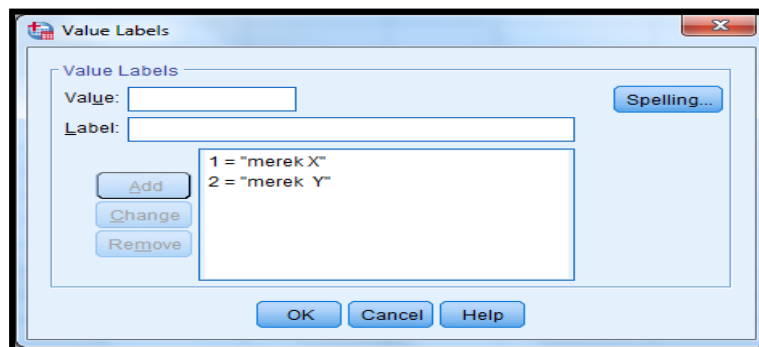 Value Labels
Value Labels
Value:
Spelling...
Label:
1 = "merek X"
2 = "merek  Y"
Add
Change
Remove
OK Cancel Help